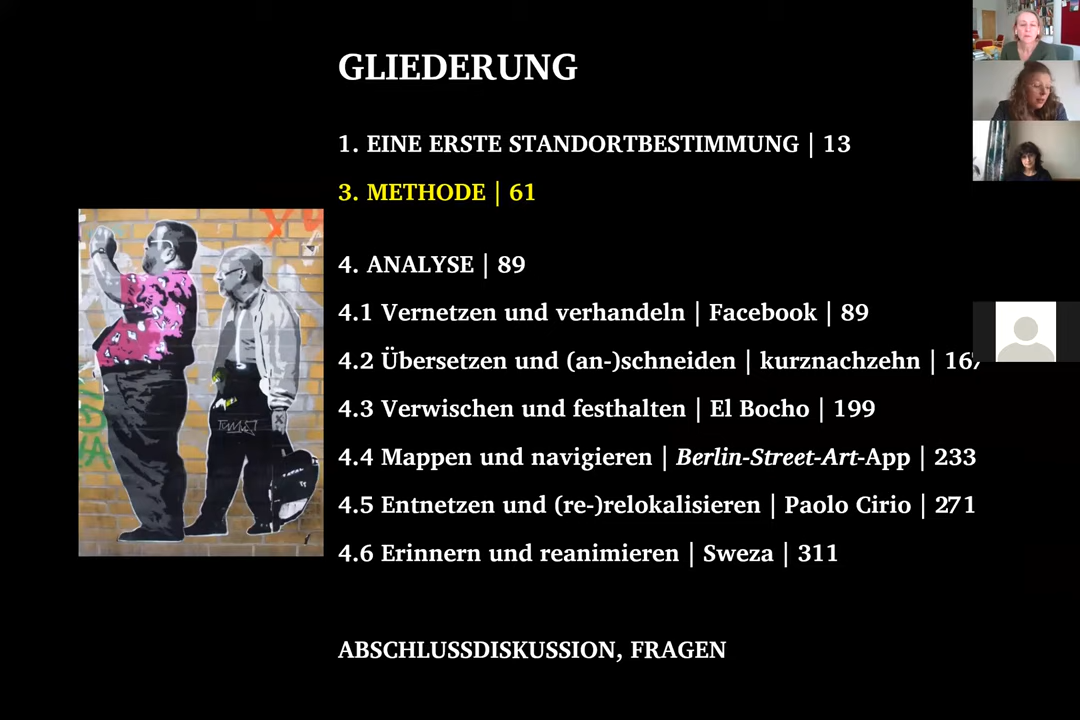 GLIEDERUNG
1. EINE ERSTE STANDORTBESTIMMUNG | 13
3. METHODE | 61
4. ANALYSE | 89
4.1 Vernetzen und verhandeln | Facebook | 89
4.2 Übersetzen und (an-)schneiden | kurznachzehn | 16
4.3 Verwischen und festhalten | El Bocho | 199
4.4 Mappen und navigieren | Berlin-Street-Art-App | 233
4.5 Entnetzen und (re-)relokalisieren | Paolo Cirio | 271
4.6 Erinnern und reanimieren | Sweza | 311
ABSCHLUSSDISKUSSION, FRAGEN